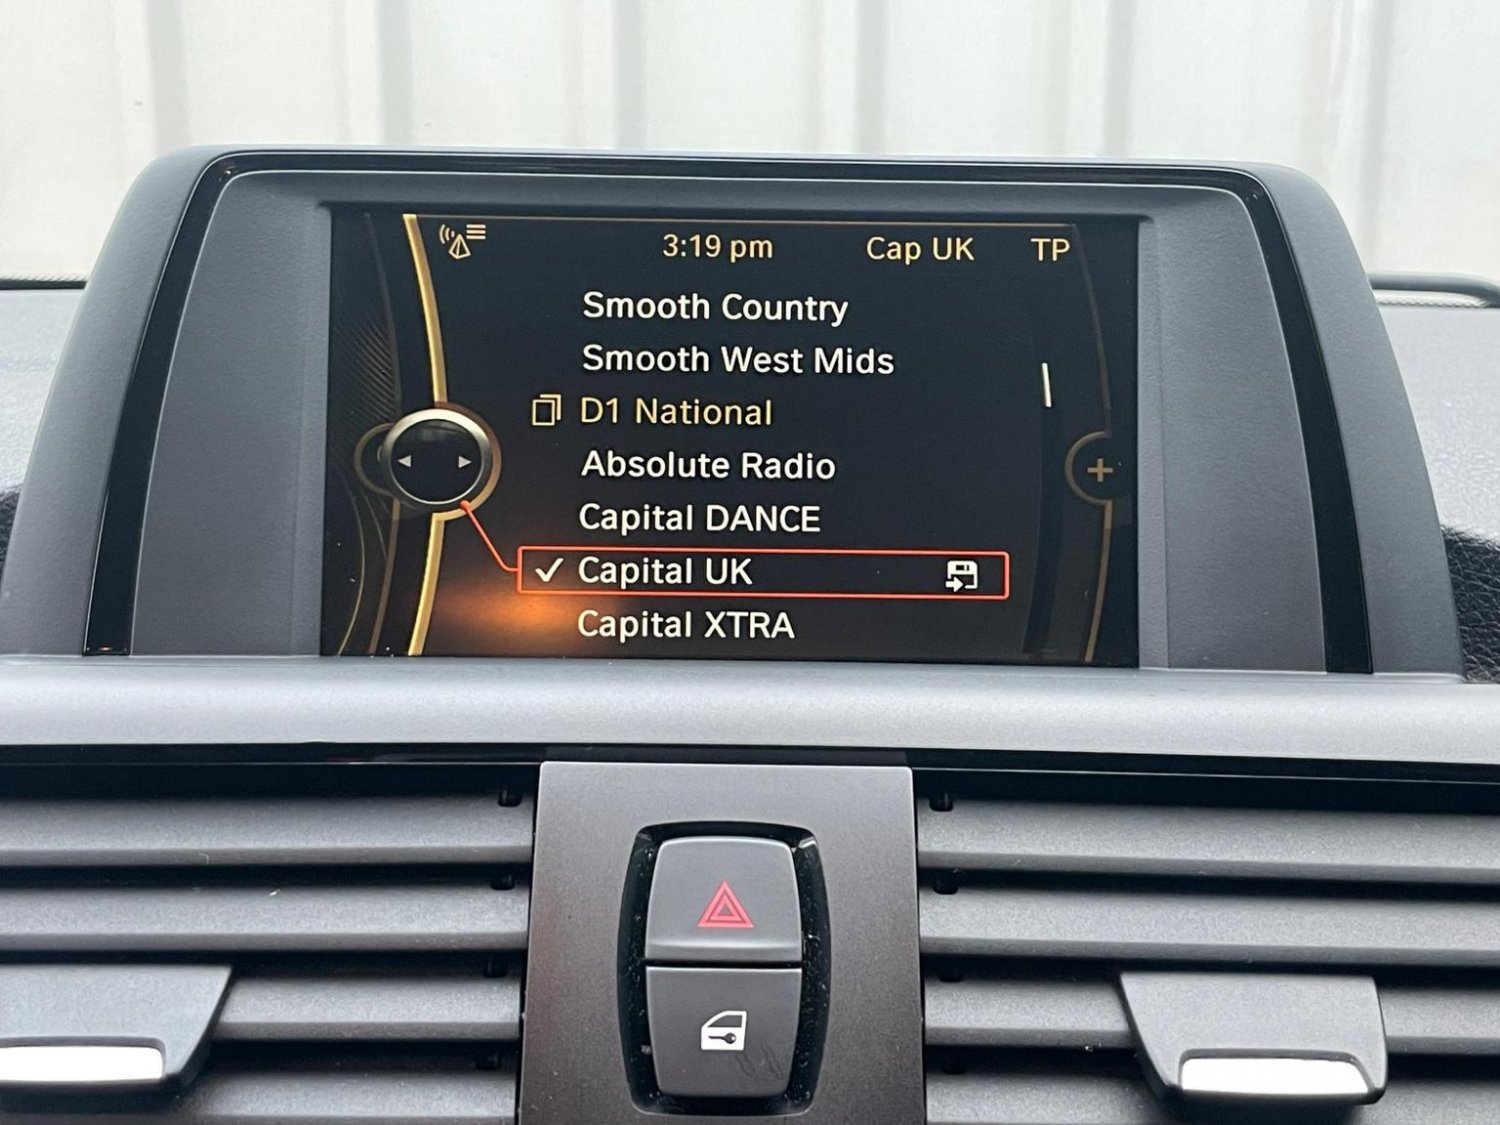 3:19 pm Cap UK TP
Smooth Country
Smooth West Mids
D1 National
Absolute Radio
Capital DANCE
Capital UK
Capital XTRA